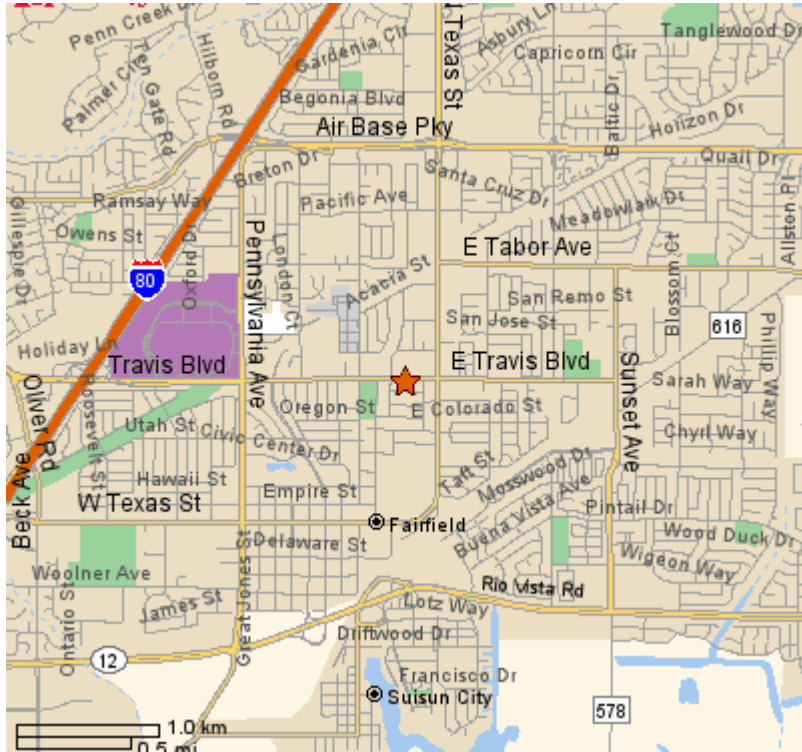 Penn Creek
Palmer Cir
Ten Gate Rd
Hilborn Rd
Gardenia Cir
N Texas St
Asbury Ln
Tanglewood Dr
Capricorn Cir
Begonia Blvd
Air Base Pky
Baltic Dr
Horizon Dr
Breton Dr
Quail Dr
Santa Cruz Dr
Ramsay Way
Pacific Ave
Meadowlark Dr
Gillespie Dr
Owens St
Oxford Dr
Pennsylvania Ave
London Ct
E Tabor Ave
Blossom Ct
Allston Pl
80
Acacia St
San Remo St
San Jose St
616
Phillip Way
Holiday Ln
Travis Blvd
E Travis Blvd
Sunset Ave
Sarah Way
Oliver Rd
Roosevelt St
Oregon St
E Colorado St
Utah St
Civic Center Dr
Chyrl Way
Taft St
Mosswood Dr
Hawaii St
Beck Ave
W Texas St
Empire St
Buena Vista Ave
Pintail Dr
Fairfield
Wood Duck Dr
Delaware St
Wigeon Way
Woolner Ave
Great Jones St
Rio Vista Rd
Lotz Way
James St
Ontario St
Driftwood Dr
12
Francisco Dr
Suisun City
578
1.0 km
0.5 mi